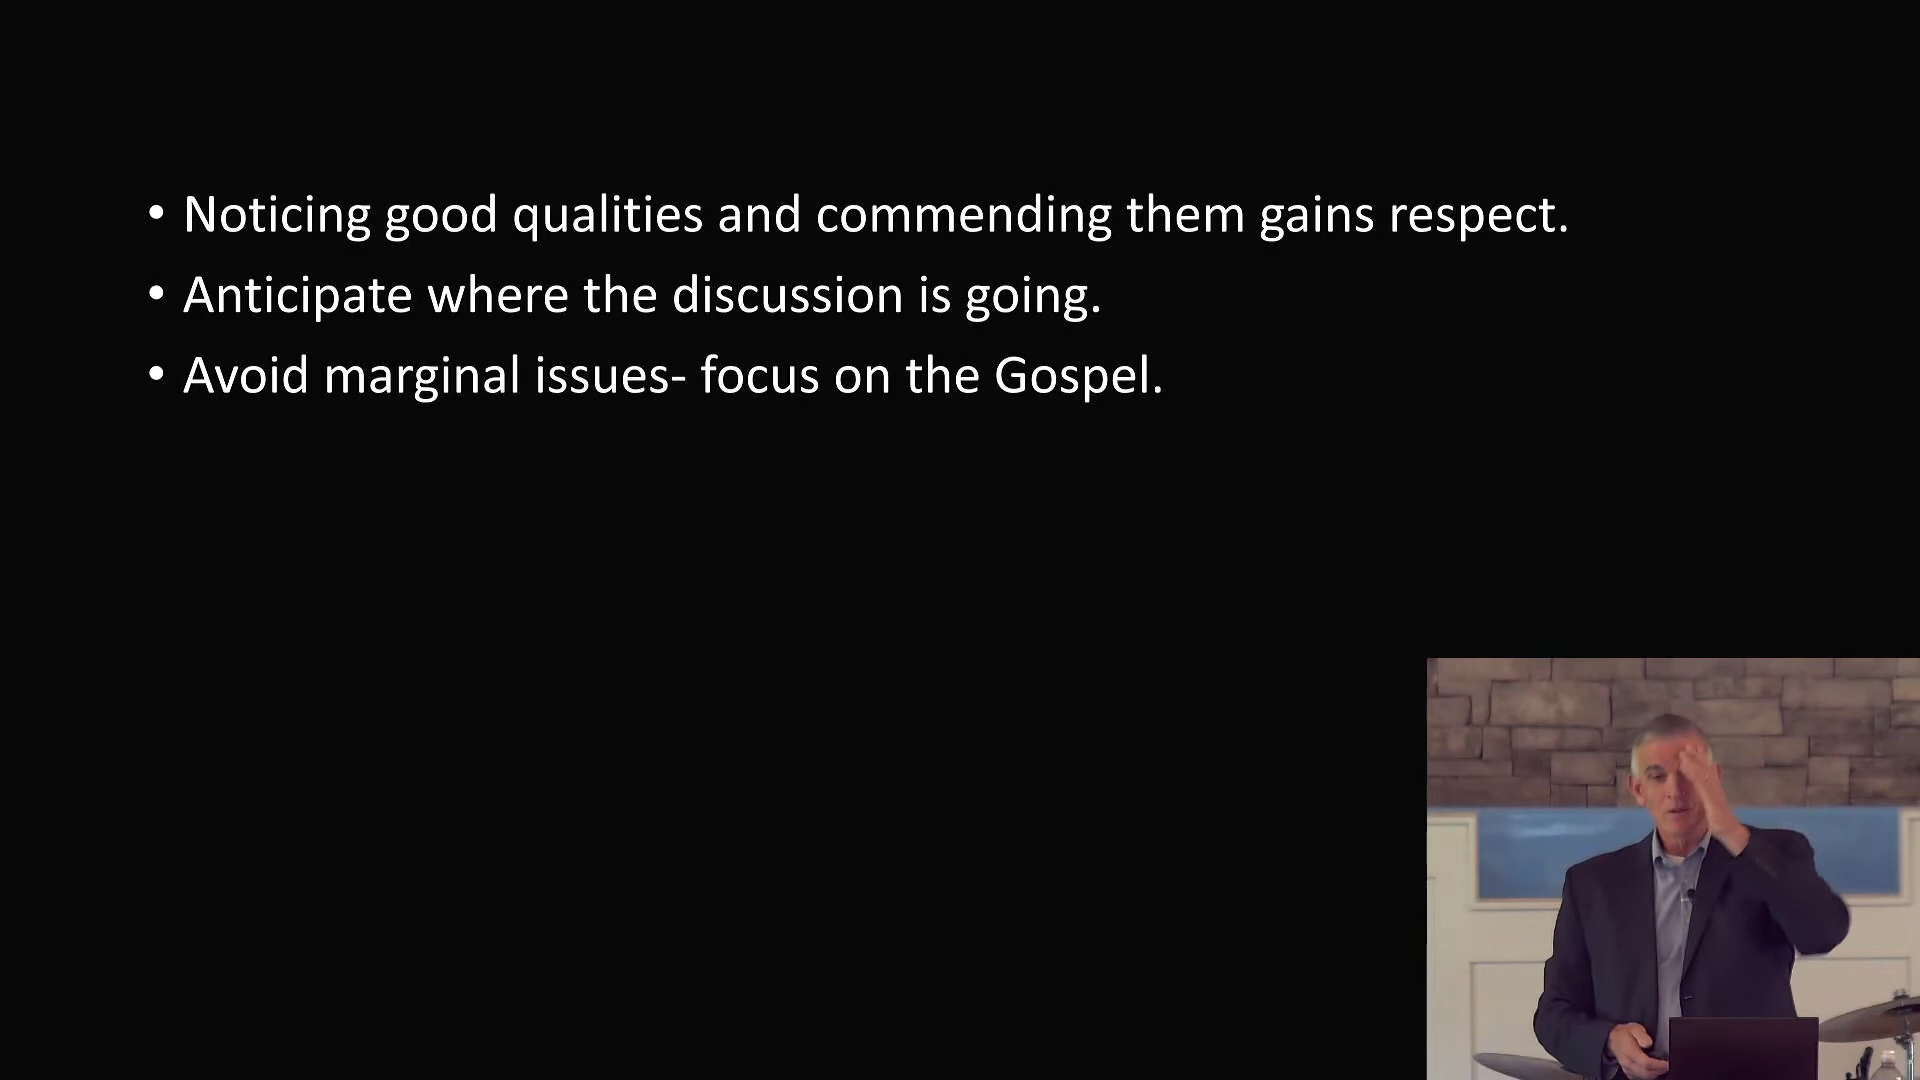 • Noticing good qualities and commending them gains respect.
• Anticipate where the discussion is going.
• Avoid marginal issues- focus on the Gospel.